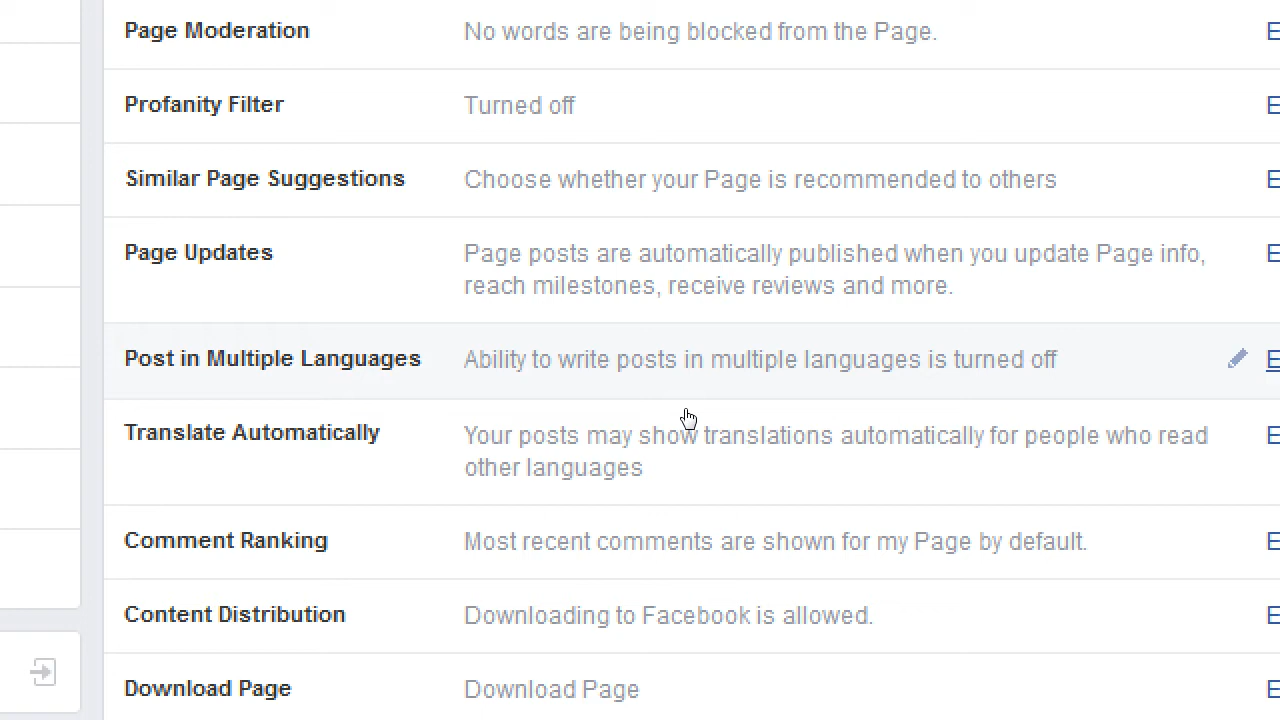 Page Moderation No words are being blocked from the Page.
Profanity Filter Turned off
Similar Page Suggestions Choose whether your Page is recommended to others
Page Updates Page posts are automatically published when you update Page info,
reach milestones, receive reviews and more.
Post in Multiple Languages Ability to write posts in multiple languages is turned off
Translate Automatically Your posts may show translations automatically for people who read
other languages
Comment Ranking Most recent comments are shown for my Page by default.
Content Distribution Downloading to Facebook is allowed.
Download Page Download Page